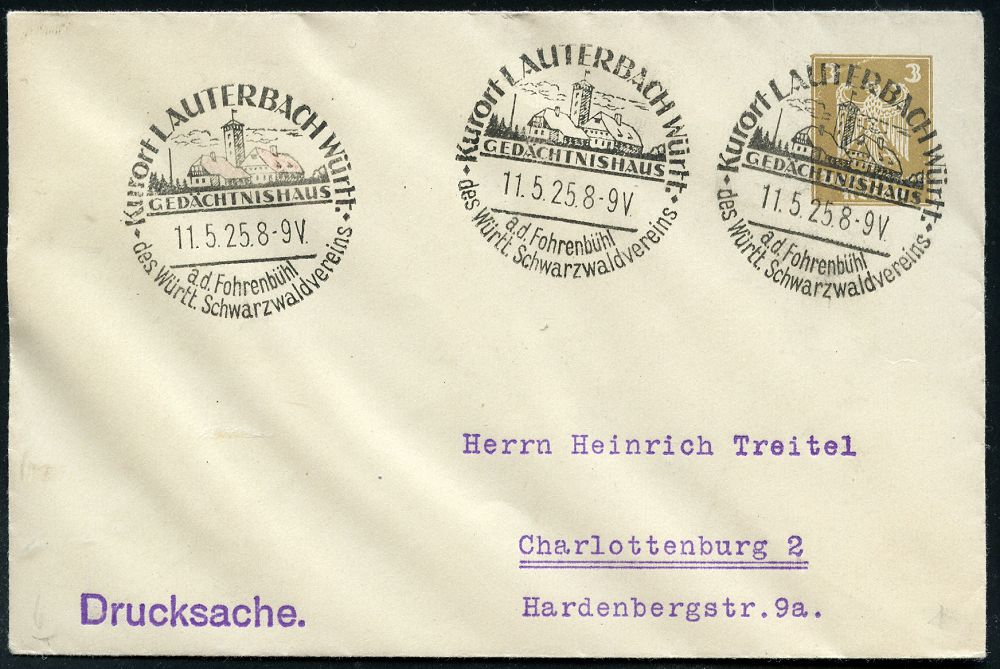 Kurort LAUTERBACH Württ.
GEDÄCHTNISHAUS
11.5.25.8-9V.
a.d. Fohrenbühl
des Württ. Schwarzwaldvereins
Kurort LAUTERBACH Württ.
GEDÄCHTNISHAUS
11.5.25.8-9V.
a.d. Fohrenbühl
des Württ. Schwarzwaldvereins
3 3
Kurort LAUTERBACH Württ.
GEDÄCHTNISHAUS
11.5.25.8-9V.
a.d. Fohrenbühl
des Württ. Schwarzwaldvereins
Herrn Heinrich Treitel
Charlottenburg 2
Hardenbergstr.9a.
Drucksache.